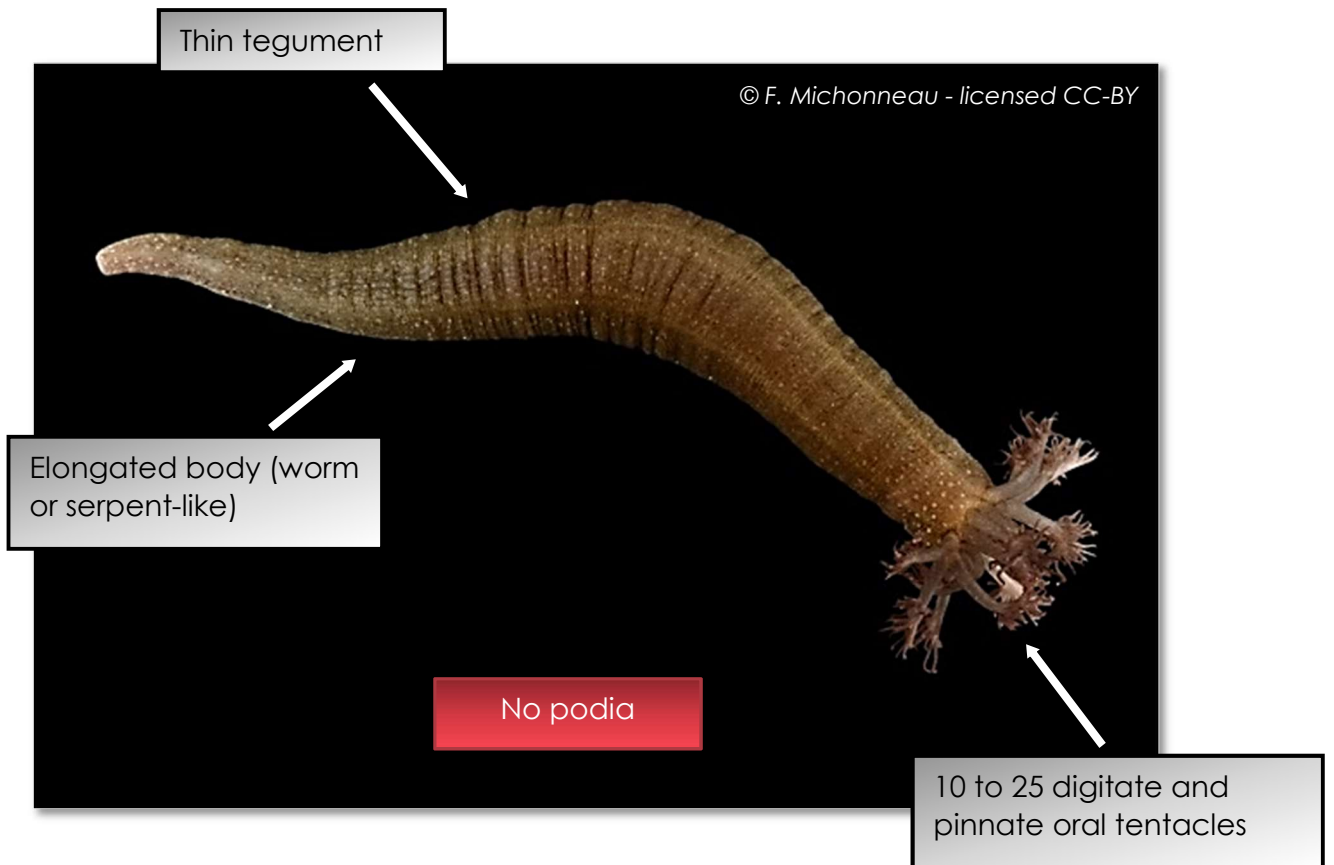 Thin tegument
© F. Michonneau - licensed CC-BY
Elongated body (worm
or serpent-like)
No podia
10 to 25 digitate and
pinnate oral tentacles